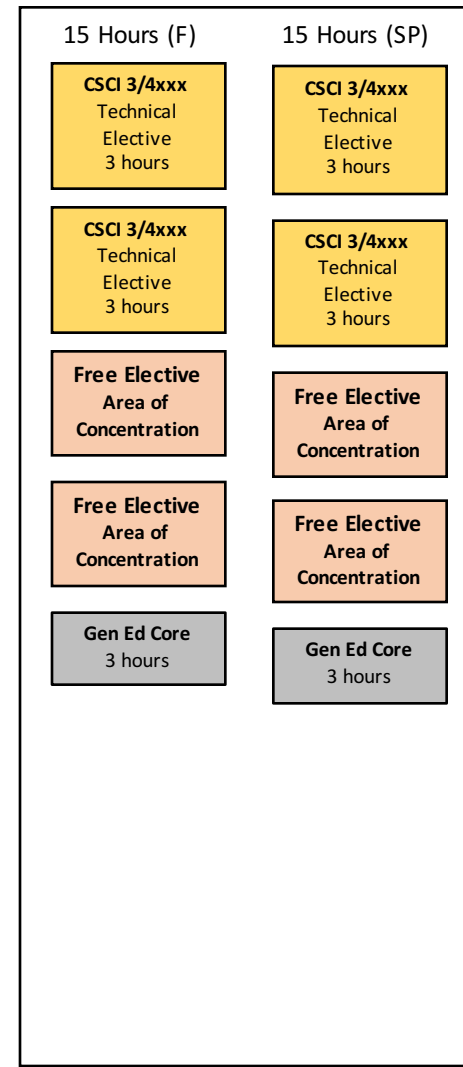 15 Hours (F)
CSCI 3/4xxx
Technical
Elective
3 hours
CSCI 3/4xxx
Technical
Elective
3 hours
Free Elective
Area of
Concentration
Free Elective
Area of
Concentration
Gen Ed Core
3 hours
15 Hours (SP)
CSCI 3/4xxx
Technical
Elective
3 hours
CSCI 3/4xxx
Technical
Elective
3 hours
Free Elective
Area of
Concentration
Free Elective
Area of
Concentration
Gen Ed Core
3 hours